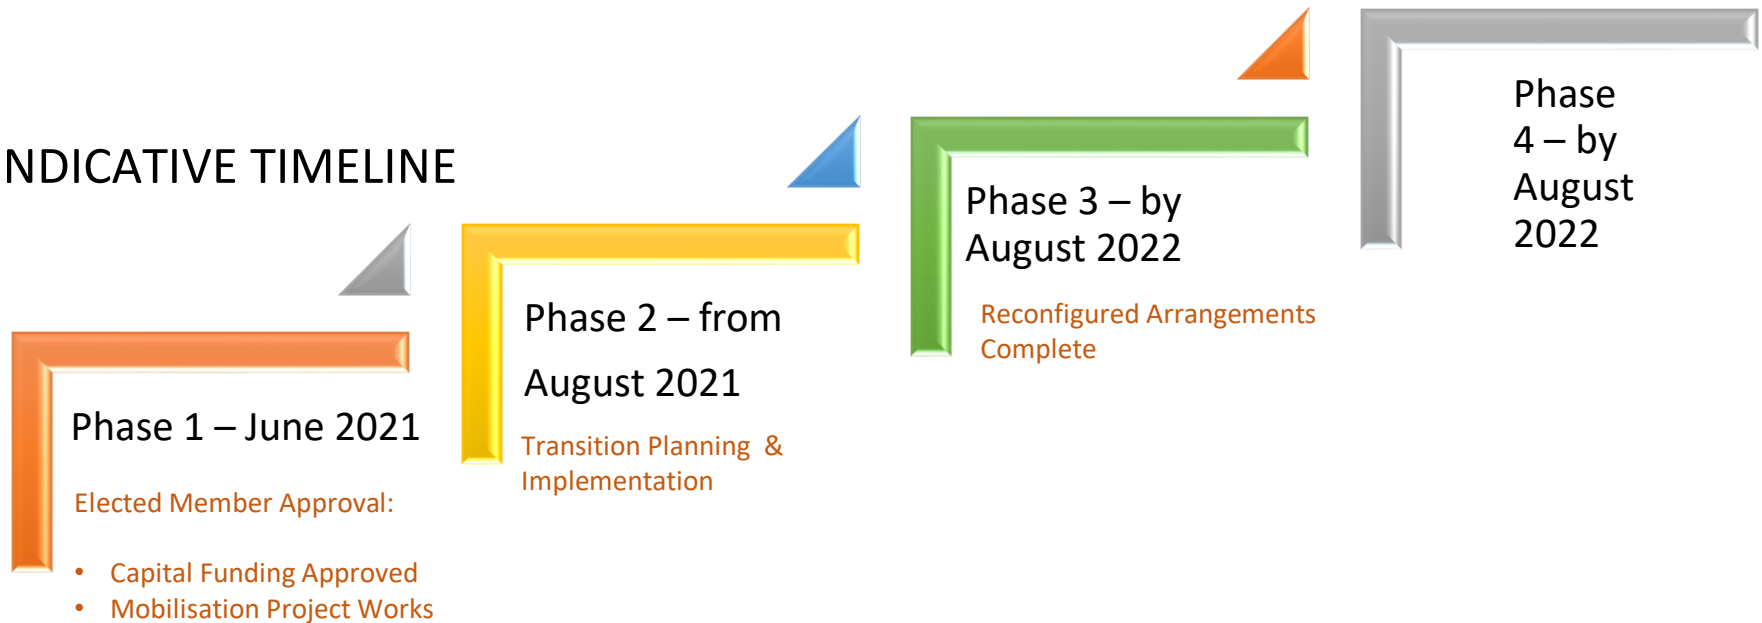 NDICATIVE TIMELINE
Phase 1 – June 2021
Elected Member Approval:
• Capital Funding Approved
• Mobilisation Project Works
Phase 2 – from
August 2021
Transition Planning &
Implementation
Phase 3 – by
August 2022
Reconfigured Arrangements
Complete
Phase
4 – by
August
2022